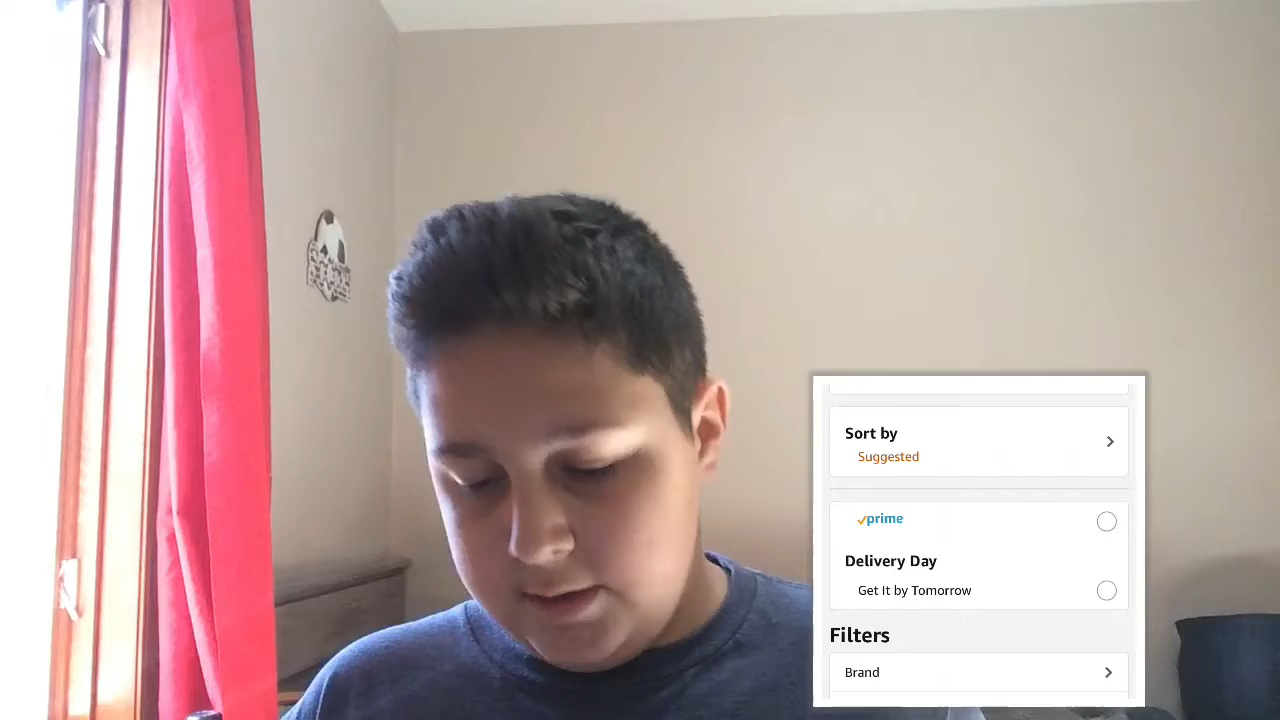 Sort by
Suggested
prime
Delivery Day
Get It by Tomorrow
Filters
Brand